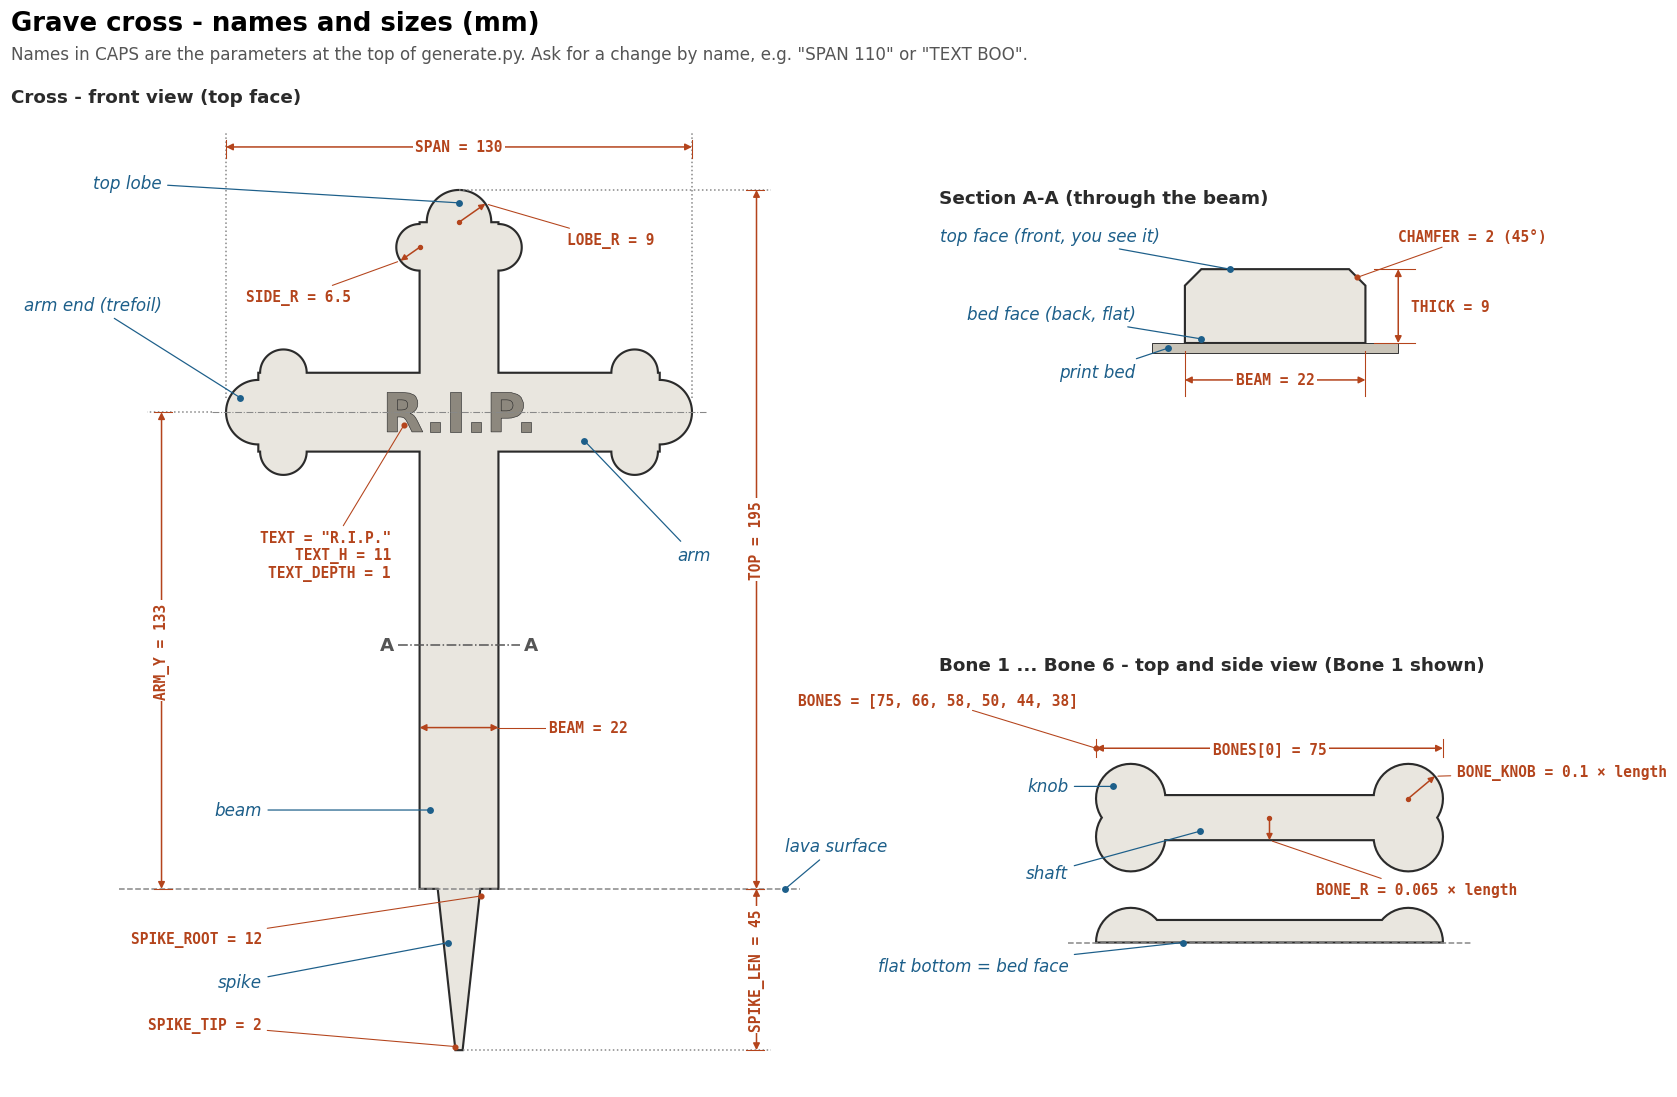 Grave cross - names and sizes (mm)
Names in CAPS are the parameters at the top of generate.py. Ask for a change by name, e.g. "SPAN 110" or "TEXT BOO".
Cross - front view (top face)
SPAN = 130
top lobe
LOBE_R = 9
SIDE_R = 6.5
arm end (trefoil)
R.I.P.
TEXT = "R.I.P."
TEXT_H = 11
TEXT_DEPTH = 1
arm
TOP = 195
ARM_Y = 133
A
A
BEAM = 22
beam
lava surface
SPIKE_ROOT = 12
spike
SPIKE_LEN = 45
SPIKE_TIP = 2
Section A-A (through the beam)
top face (front, you see it)
CHAMFER = 2 (45°)
THICK = 9
bed face (back, flat)
print bed
BEAM = 22
Bone 1 ... Bone 6 - top and side view (Bone 1 shown)
BONES = [75, 66, 58, 50, 44, 38]
BONES[0] = 75
BONE_KNOB = 0.1 × length
knob
shaft
BONE_R = 0.065 × length
flat bottom = bed face